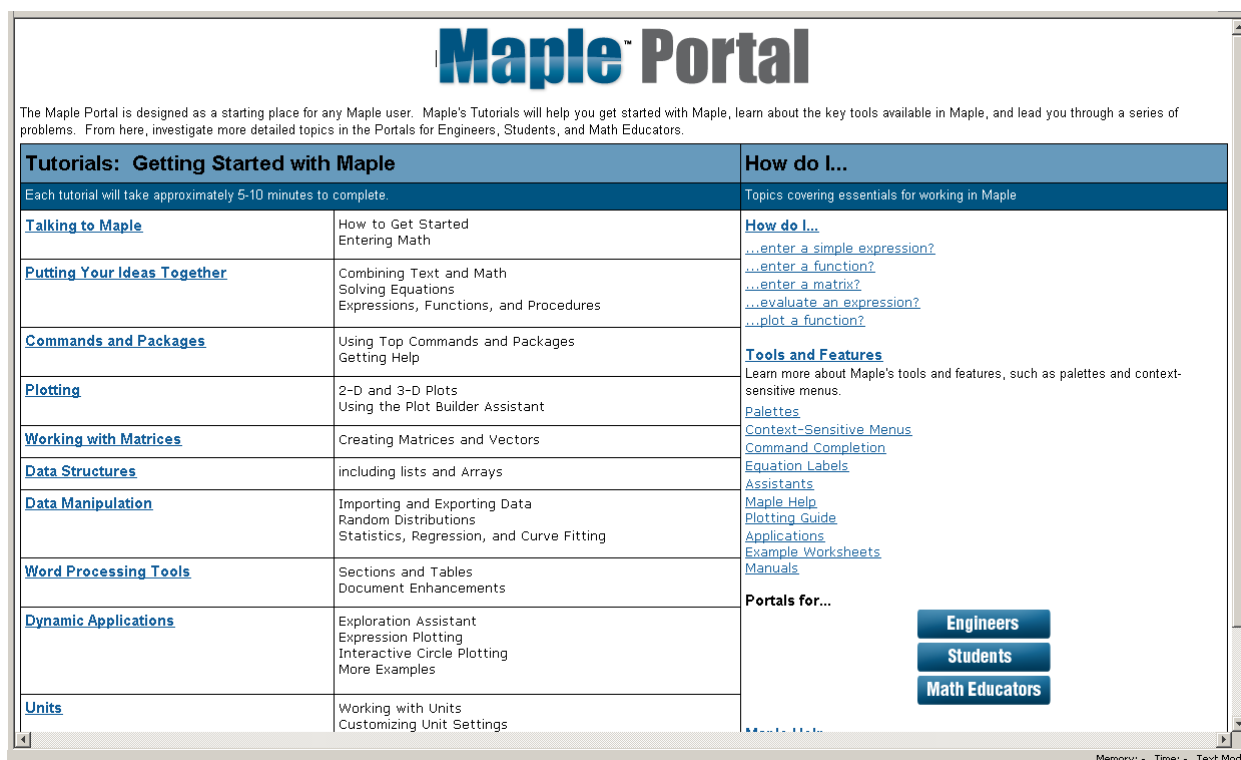 Maple™ Portal
The Maple Portal is designed as a starting place for any Maple user. Maple's Tutorials will help you get started with Maple, learn about the key tools available in Maple, and lead you through a series of
problems. From here, investigate more detailed topics in the Portals for Engineers, Students, and Math Educators.
Tutorials: Getting Started with Maple
Each tutorial will take approximately 5-10 minutes to complete.
Talking to Maple
How to Get Started
Entering Math
Putting Your Ideas Together
Combining Text and Math
Solving Equations
Expressions, Functions, and Procedures
Commands and Packages
Using Top Commands and Packages
Getting Help
Plotting
2-D and 3-D Plots
Using the Plot Builder Assistant
Working with Matrices
Creating Matrices and Vectors
Data Structures
including lists and Arrays
Data Manipulation
Importing and Exporting Data
Random Distributions
Statistics, Regression, and Curve Fitting
Word Processing Tools
Sections and Tables
Document Enhancements
Dynamic Applications
Exploration Assistant
Expression Plotting
Interactive Circle Plotting
More Examples
Units
Working with Units
Customizing Unit Settings
How do I...
Topics covering essentials for working in Maple
How do I...
...enter a simple expression?
...enter a function?
...enter a matrix?
...evaluate an expression?
...plot a function?
Tools and Features
Learn more about Maple's tools and features, such as palettes and context-
sensitive menus.
Palettes
Context-Sensitive Menus
Command Completion
Equation Labels
Assistants
Maple Help
Plotting Guide
Applications
Example Worksheets
Manuals
Portals for...
Engineers
Students
Math Educators
Maple Help
Memory: - Time: - Text Mod